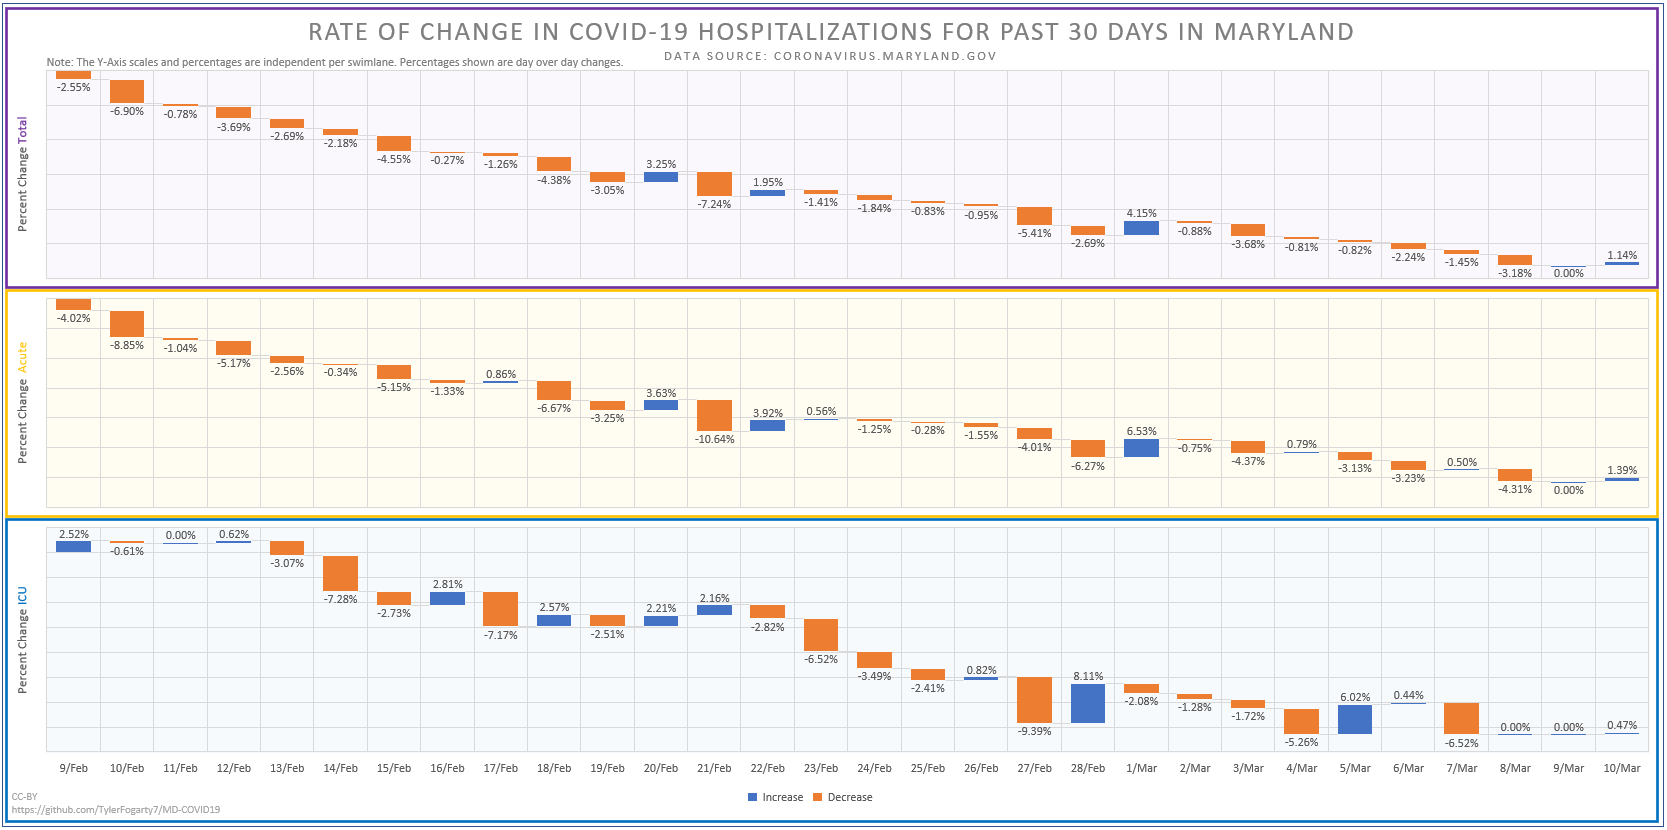 RATE OF CHANGE IN COVID-19 HOSPITALIZATIONS FOR PAST 30 DAYS IN MARYLAND
DATA SOURCE: CORONAVIRUS.MARYLAND.GOV
Note: The Y-Axis scales and percentages are independent per swimlane. Percentages shown are day over day changes.
Percent Change Total
-2.55% -6.90% -0.78% -3.69% -2.69% -2.18% -4.55% -0.27% -1.26% -4.38% -3.05% 3.25% -7.24% 1.95% -1.41% -1.84% -0.83% -0.95% -5.41% -2.69% 4.15% -0.88% -3.68% -0.81% -0.82% -2.24% -1.45% -3.18% 0.00% 1.14%
Percent Change Acute
-4.02% -8.85% -1.04% -5.17% -2.56% -0.34% -5.15% -1.33% 0.86% -6.67% -3.25% 3.63% -10.64% 3.92% 0.56% -1.25% -0.28% -1.55% -4.01% -6.27% 6.53% -0.75% -4.37% 0.79% -3.13% -3.23% 0.50% -4.31% 0.00% 1.39%
Percent Change ICU
2.52% -0.61% 0.00% 0.62% -3.07% -7.28% -2.73% 2.81% -7.17% 2.57% -2.51% 2.21% 2.16% -2.82% -6.52% -3.49% -2.41% 0.82% -9.39% 8.11% -2.08% -1.28% -1.72% -5.26% 6.02% 0.44% -6.52% 0.00% 0.00% 0.47%
9/Feb 10/Feb 11/Feb 12/Feb 13/Feb 14/Feb 15/Feb 16/Feb 17/Feb 18/Feb 19/Feb 20/Feb 21/Feb 22/Feb 23/Feb 24/Feb 25/Feb 26/Feb 27/Feb 28/Feb 1/Mar 2/Mar 3/Mar 4/Mar 5/Mar 6/Mar 7/Mar 8/Mar 9/Mar 10/Mar
Increase Decrease
CC-BY
https://github.com/TylerFogarty7/MD-COVID19